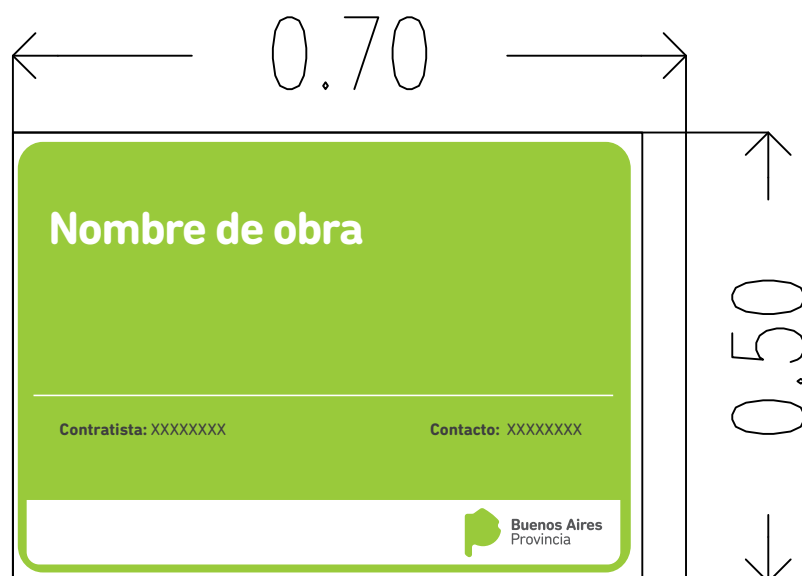 0.70
Nombre de obra
0.50
Contratista: XXXXXXXX
Contacto: XXXXXXXX
Buenos Aires
Provincia